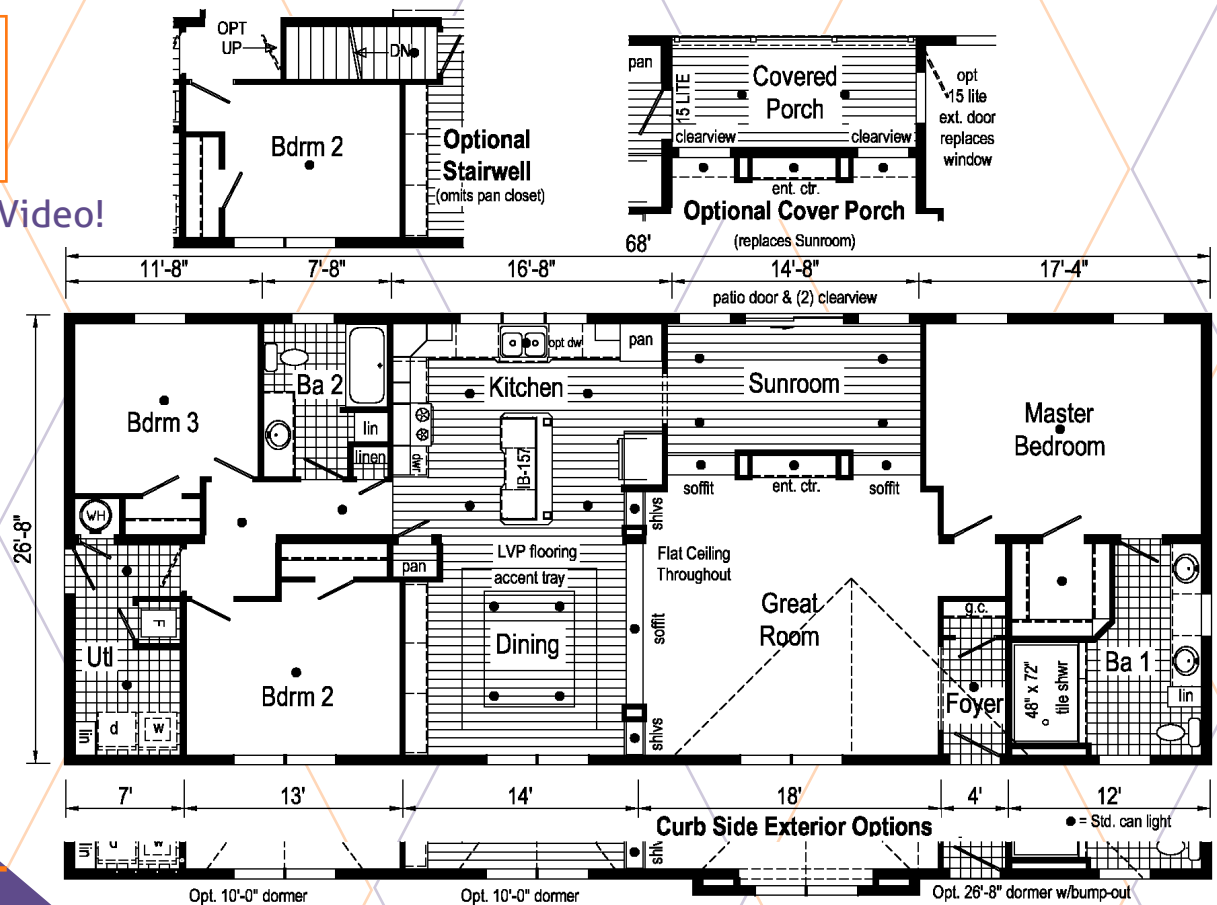 Video!
OPT
UP
DN
Bdrm 2
Optional
Stairwell
(omits pan closet)
pan
15 LITE
Covered
Porch
clearview
clearview
ent. ctr.
opt
15 lite
ext. door
replaces
window
Optional Cover Porch
(replaces Sunroom)
68'
11'-8"
7'-8"
16'-8"
14'-8"
17'-4"
patio door & (2) clearview
26'-8"
Bdrm 3
Ba 2
lin
linen
WH
Kitchen
opt dw
pan
dwr
IB-157
Sunroom
soffit
ent. ctr.
soffit
Master
Bedroom
shlvs
LVP flooring
accent tray
pan
Dining
soffit
shlvs
Flat Ceiling
Throughout
Great
Room
g.c.
Foyer
48" x 72"
tile shwr
Ba 1
lin
F
Utl
lin
d
w
Bdrm 2
7'
13'
14'
18'
4'
12'
Curb Side Exterior Options
● = Std. can light
lin
d
w
shlv
Opt. 10'-0" dormer
Opt. 10'-0" dormer
Opt. 26'-8" dormer w/bump-out